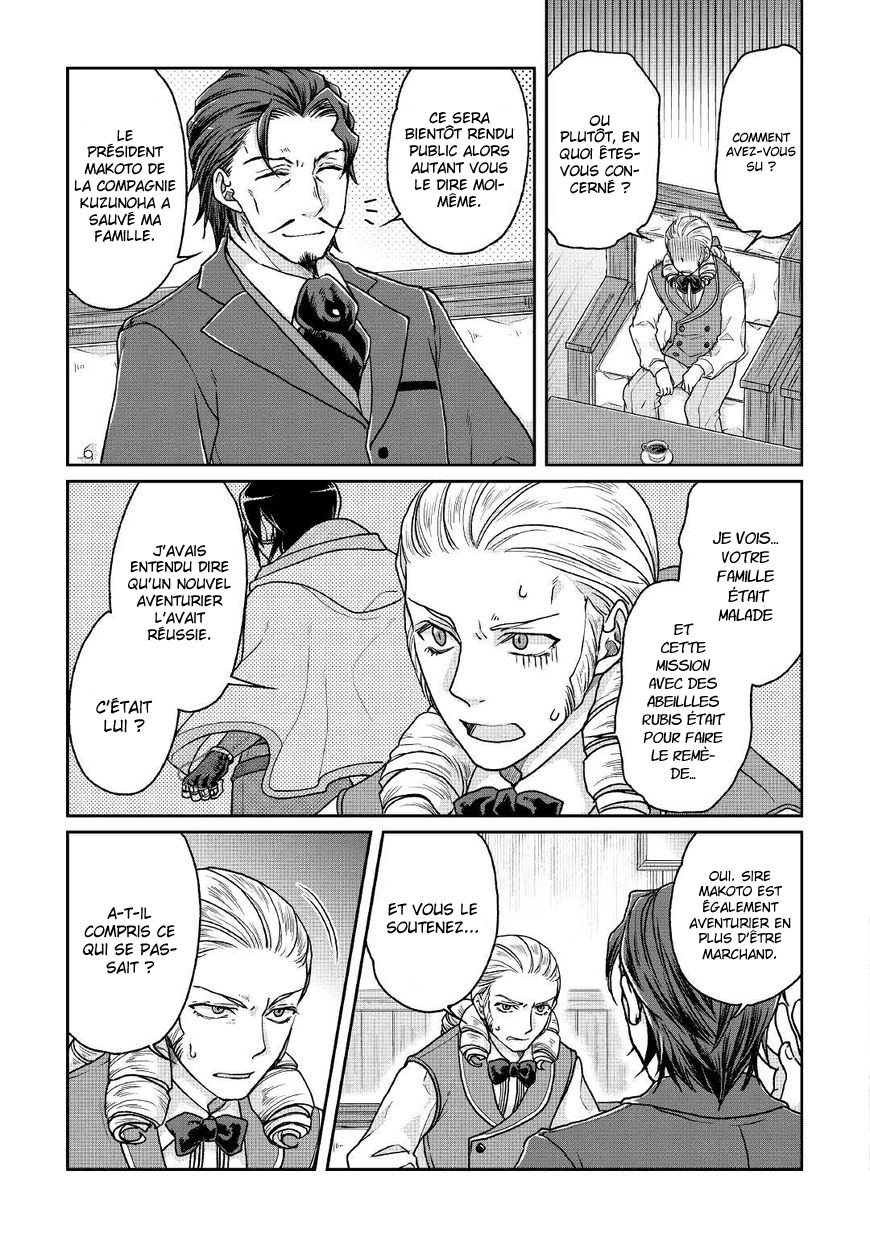 COMMENT
AVEZ-VOUS
SU ?
OU
PLUTÔT, EN
QUOI ÊTES-
VOUS CON-
CERNÉ ?
CE SERA
BIENTÔT RENDU
PUBLIC ALORS
AUTANT VOUS
LE DIRE MOI-
MÊME.
LE
PRÉSIDENT
MAKOTO DE
LA COMPAGNIE
KUZUNOHA A
SAUVÉ MA
FAMILLE.
6
JE VOIS...
VOTRE
FAMILLE
ÉTAIT
MALADE
ET
CETTE
MISSION
AVEC DES
ABEILLLES
RUBIS ÉTAIT
POUR FAIRE
LE REMÈ-
DE...
J'AVAIS
ENTENDU DIRE
QU'UN NOUVEL
AVENTURIER
L'AVAIT
RÉUSSIE.
C'ÉTAIT
LUI ?
OUI. SIRE
MAKOTO EST
ÉGALEMENT
AVENTURIER EN
PLUS D'ÊTRE
MARCHAND.
ET VOUS LE
SOUTENEZ...
A-T-IL
COMPRIS CE
QUI SE PAS-
SAIT ?